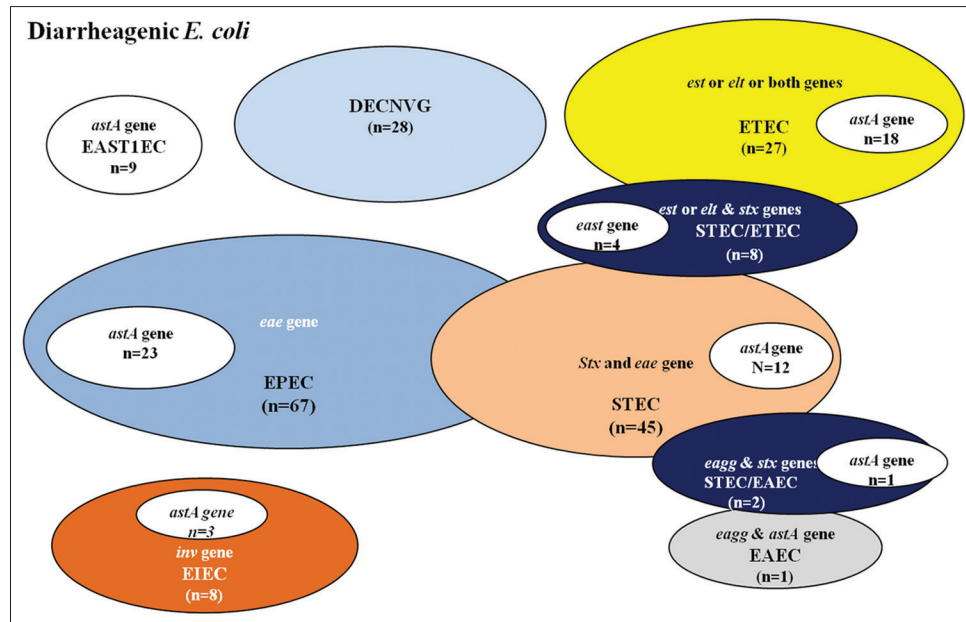 Diarrheagenic E. coli
astA gene
EAST1EC
n=9
DECNVG
(n=28)
est or elt or both genes
ETEC
(n=27)
astA gene
n=18
est or elt & stx genes
STEC/ETEC
(n=8)
east gene
n=4
eae gene
EPEC
(n=67)
astA gene
n=23
Stx and eae gene
STEC
(n=45)
astA gene
N=12
eagg & stx genes
STEC/EAEC
(n=2)
astA gene
n=1
astA gene
n=3
inv gene
EIEC
(n=8)
eagg & astA gene
EAEC
(n=1)